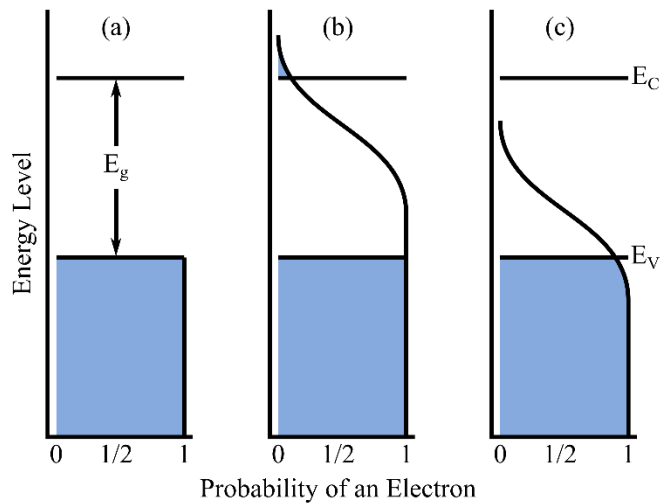 (a) (b) (c)
E_C
E_g
E_V
Energy Level
0 1/2 1 0 1/2 1 0 1/2 1
Probability of an Electron